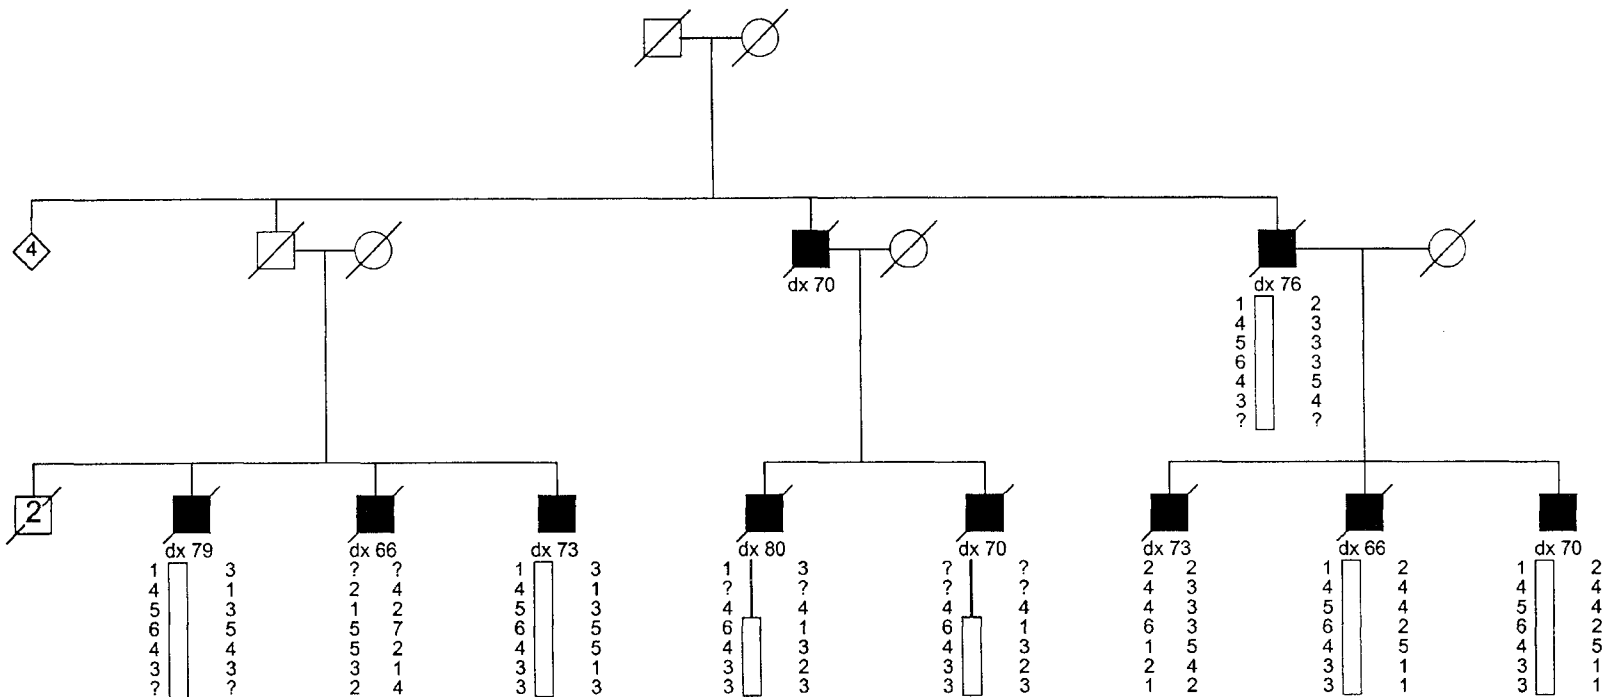 4
dx 70
dx 76
1 2
4 3
5 3
6 3
4 5
3 4
? ?
2
dx 79
dx 66
dx 73
dx 80
dx 70
dx 73
dx 66
dx 70
1 3 ? ? 1 3 1 3 ? ? 2 2 1 2 1 2
4 1 2 4 4 1 ? ? ? ? 4 3 4 4 4 4
5 3 1 2 5 3 4 4 4 4 4 3 5 4 5 4
6 5 5 7 6 5 6 1 6 1 6 3 6 2 6 2
4 4 5 2 4 5 4 3 4 3 1 5 4 5 4 5
3 3 3 1 3 1 3 2 3 2 2 4 3 1 3 1
? ? 2 4 3 3 3 3 3 3 1 2 3 1 3 1